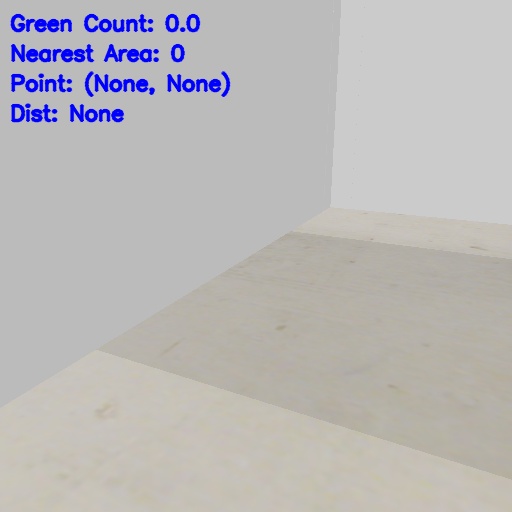 Green Count: 0.0
Nearest Area: 0
Point: (None, None)
Dist: None